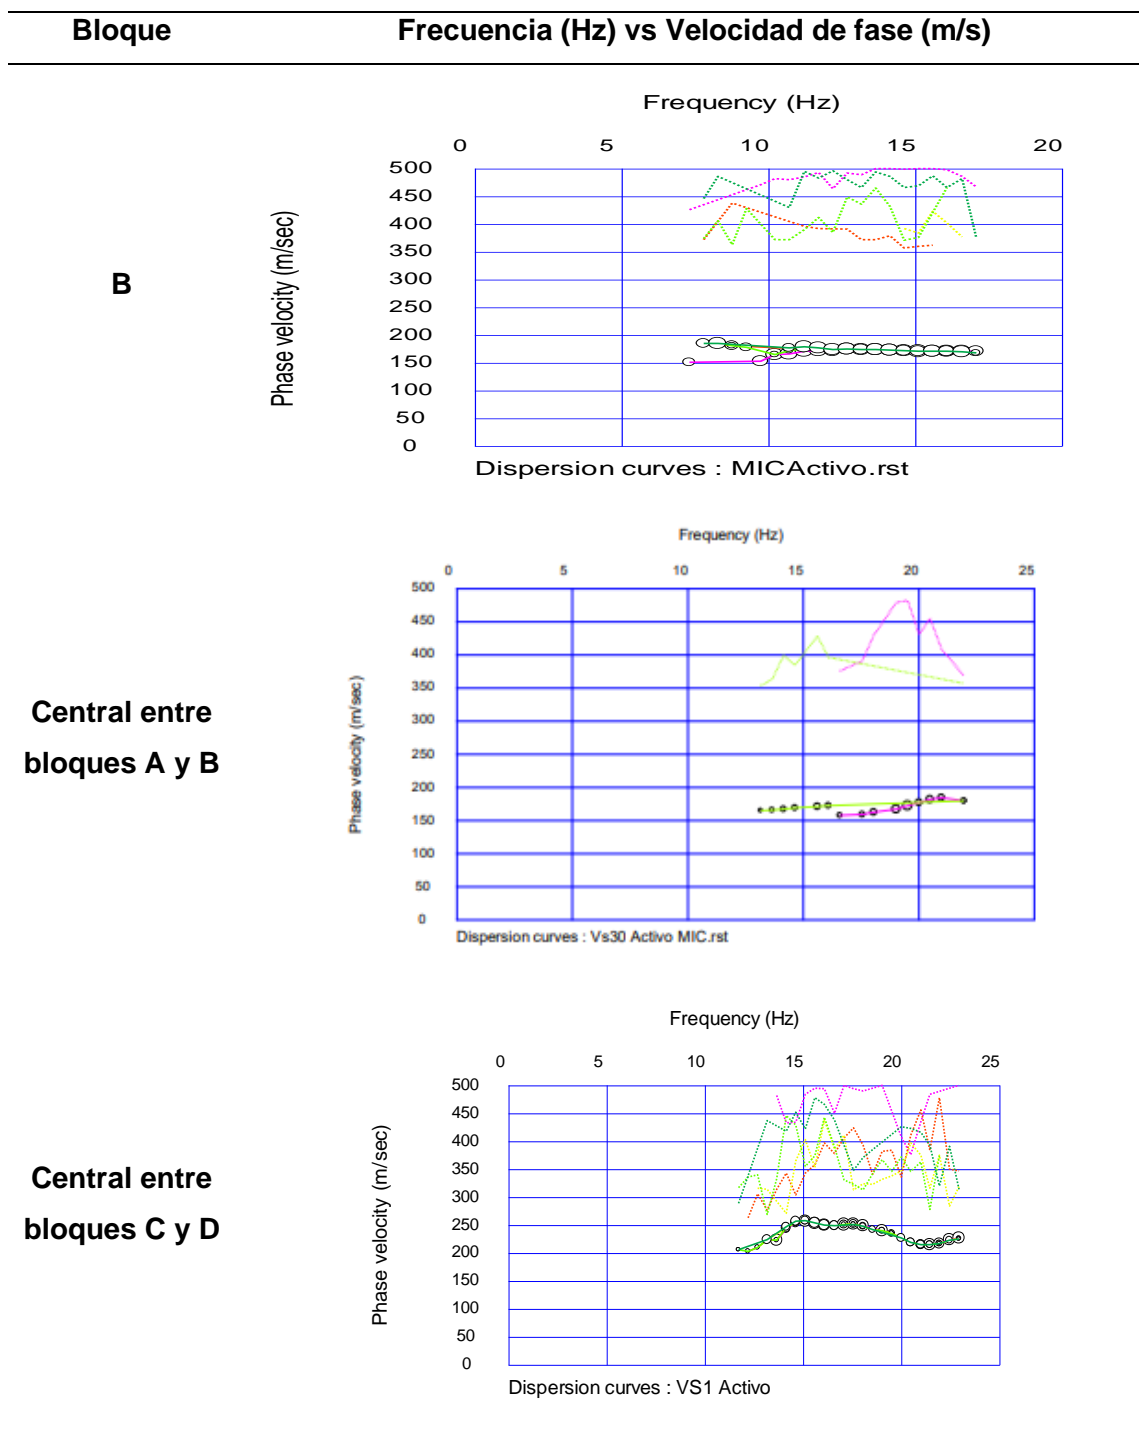 Bloque Frecuencia (Hz) vs Velocidad de fase (m/s)
B
Frequency (Hz)
0 5 10 15 20
Phase velocity (m/sec)
500
450
400
350
300
250
200
150
100
50
0
Dispersion curves : MICActivo.rst
Central entre
bloques A y B
Frequency (Hz)
0 5 10 15 20 25
Phase velocity (m/sec)
500
450
400
350
300
250
200
150
100
50
0
Dispersion curves : Vs30 Activo MIC.rst
Central entre
bloques C y D
Frequency (Hz)
0 5 10 15 20 25
Phase velocity (m/sec)
500
450
400
350
300
250
200
150
100
50
0
Dispersion curves : VS1 Activo